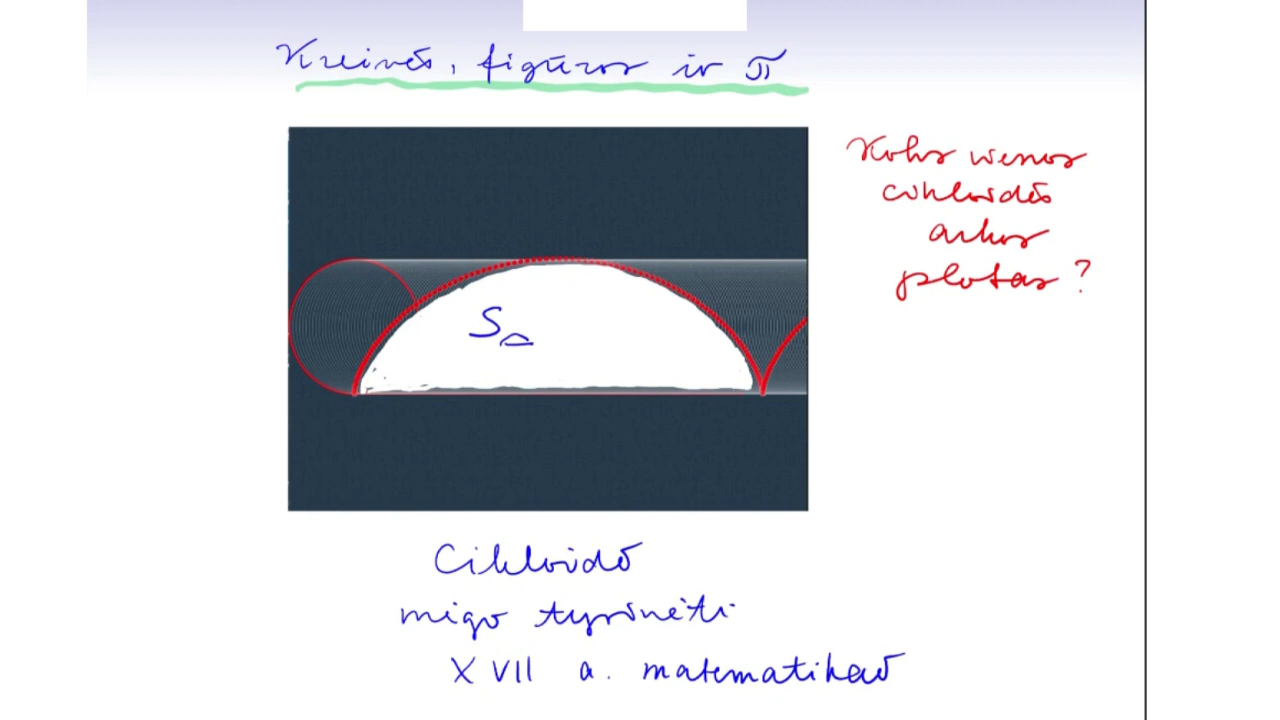 Kreivės, figūros ir π
Koks vienos
cikloidės
arkos
plotas?
S
Cikloidę
mėgo tyrinėti
XVII a. matematikai